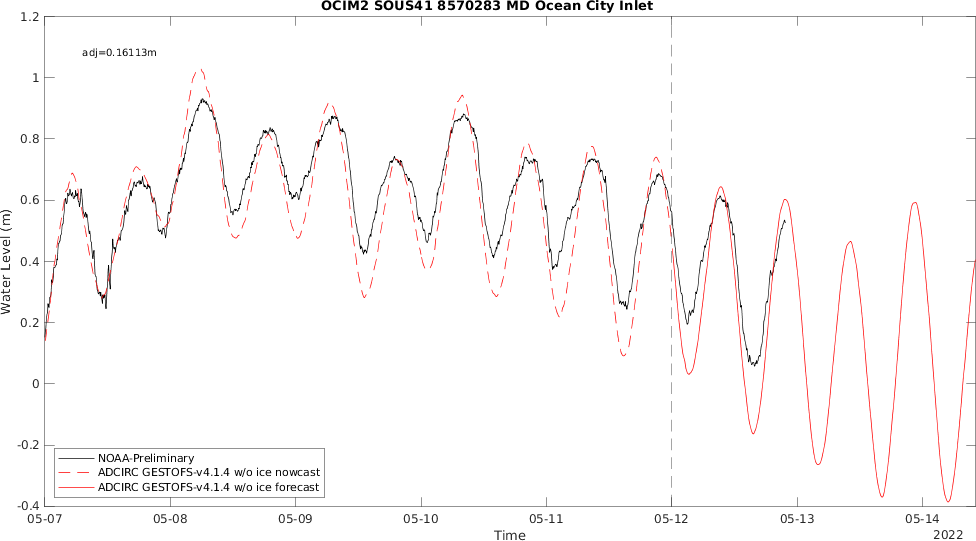 OCIM2 SOUS41 8570283 MD Ocean City Inlet
1.2
adj=0.16113m
1
0.8
0.6
0.4
0.2
0
-0.2
-0.4
Water Level (m)
NOAA-Preliminary
ADCIRC GESTOFS-v4.1.4 w/o ice nowcast
ADCIRC GESTOFS-v4.1.4 w/o ice forecast
05-07 05-08 05-09 05-10 05-11 05-12 05-13 05-14
Time
2022